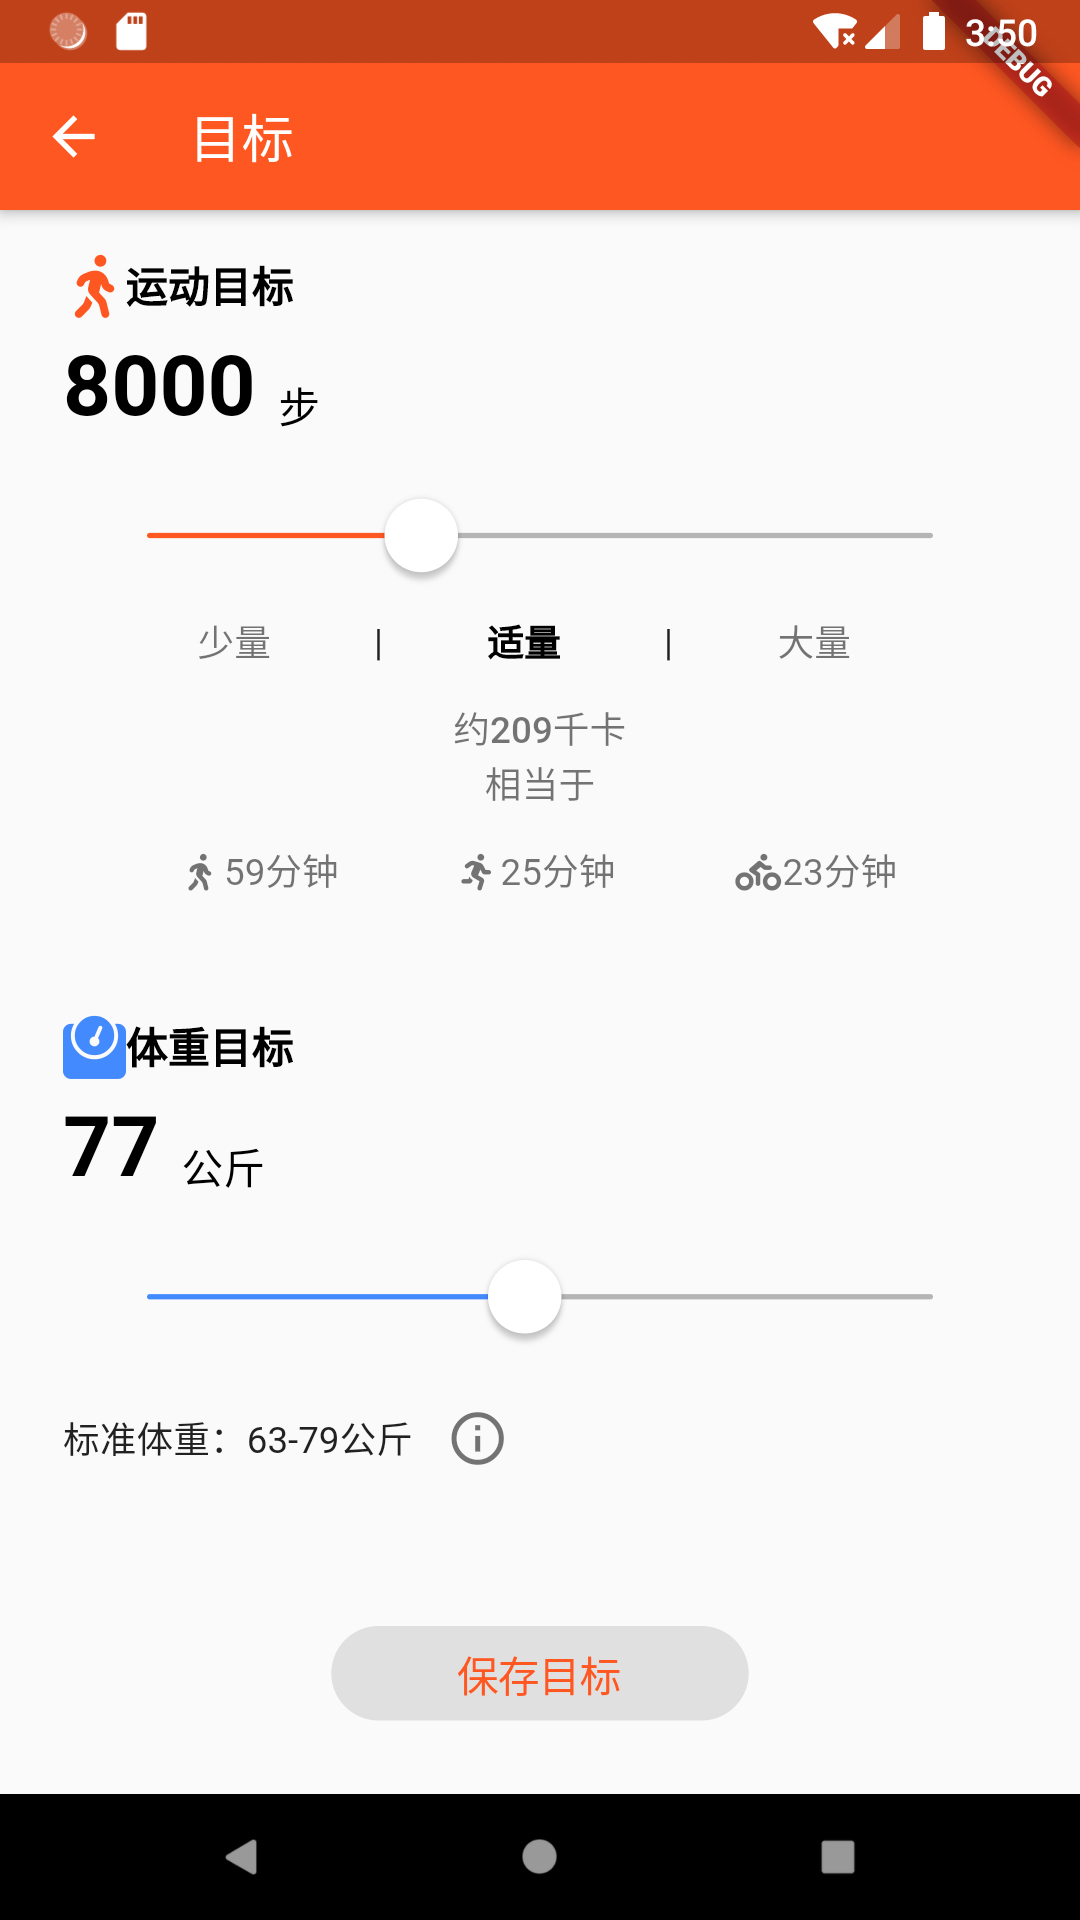 3:50
DEBUG
目标
运动目标
8000 步
少量 | 适量 | 大量
约209千卡
相当于
59分钟 25分钟 23分钟
体重目标
77 公斤
标准体重：63-79公斤
保存目标